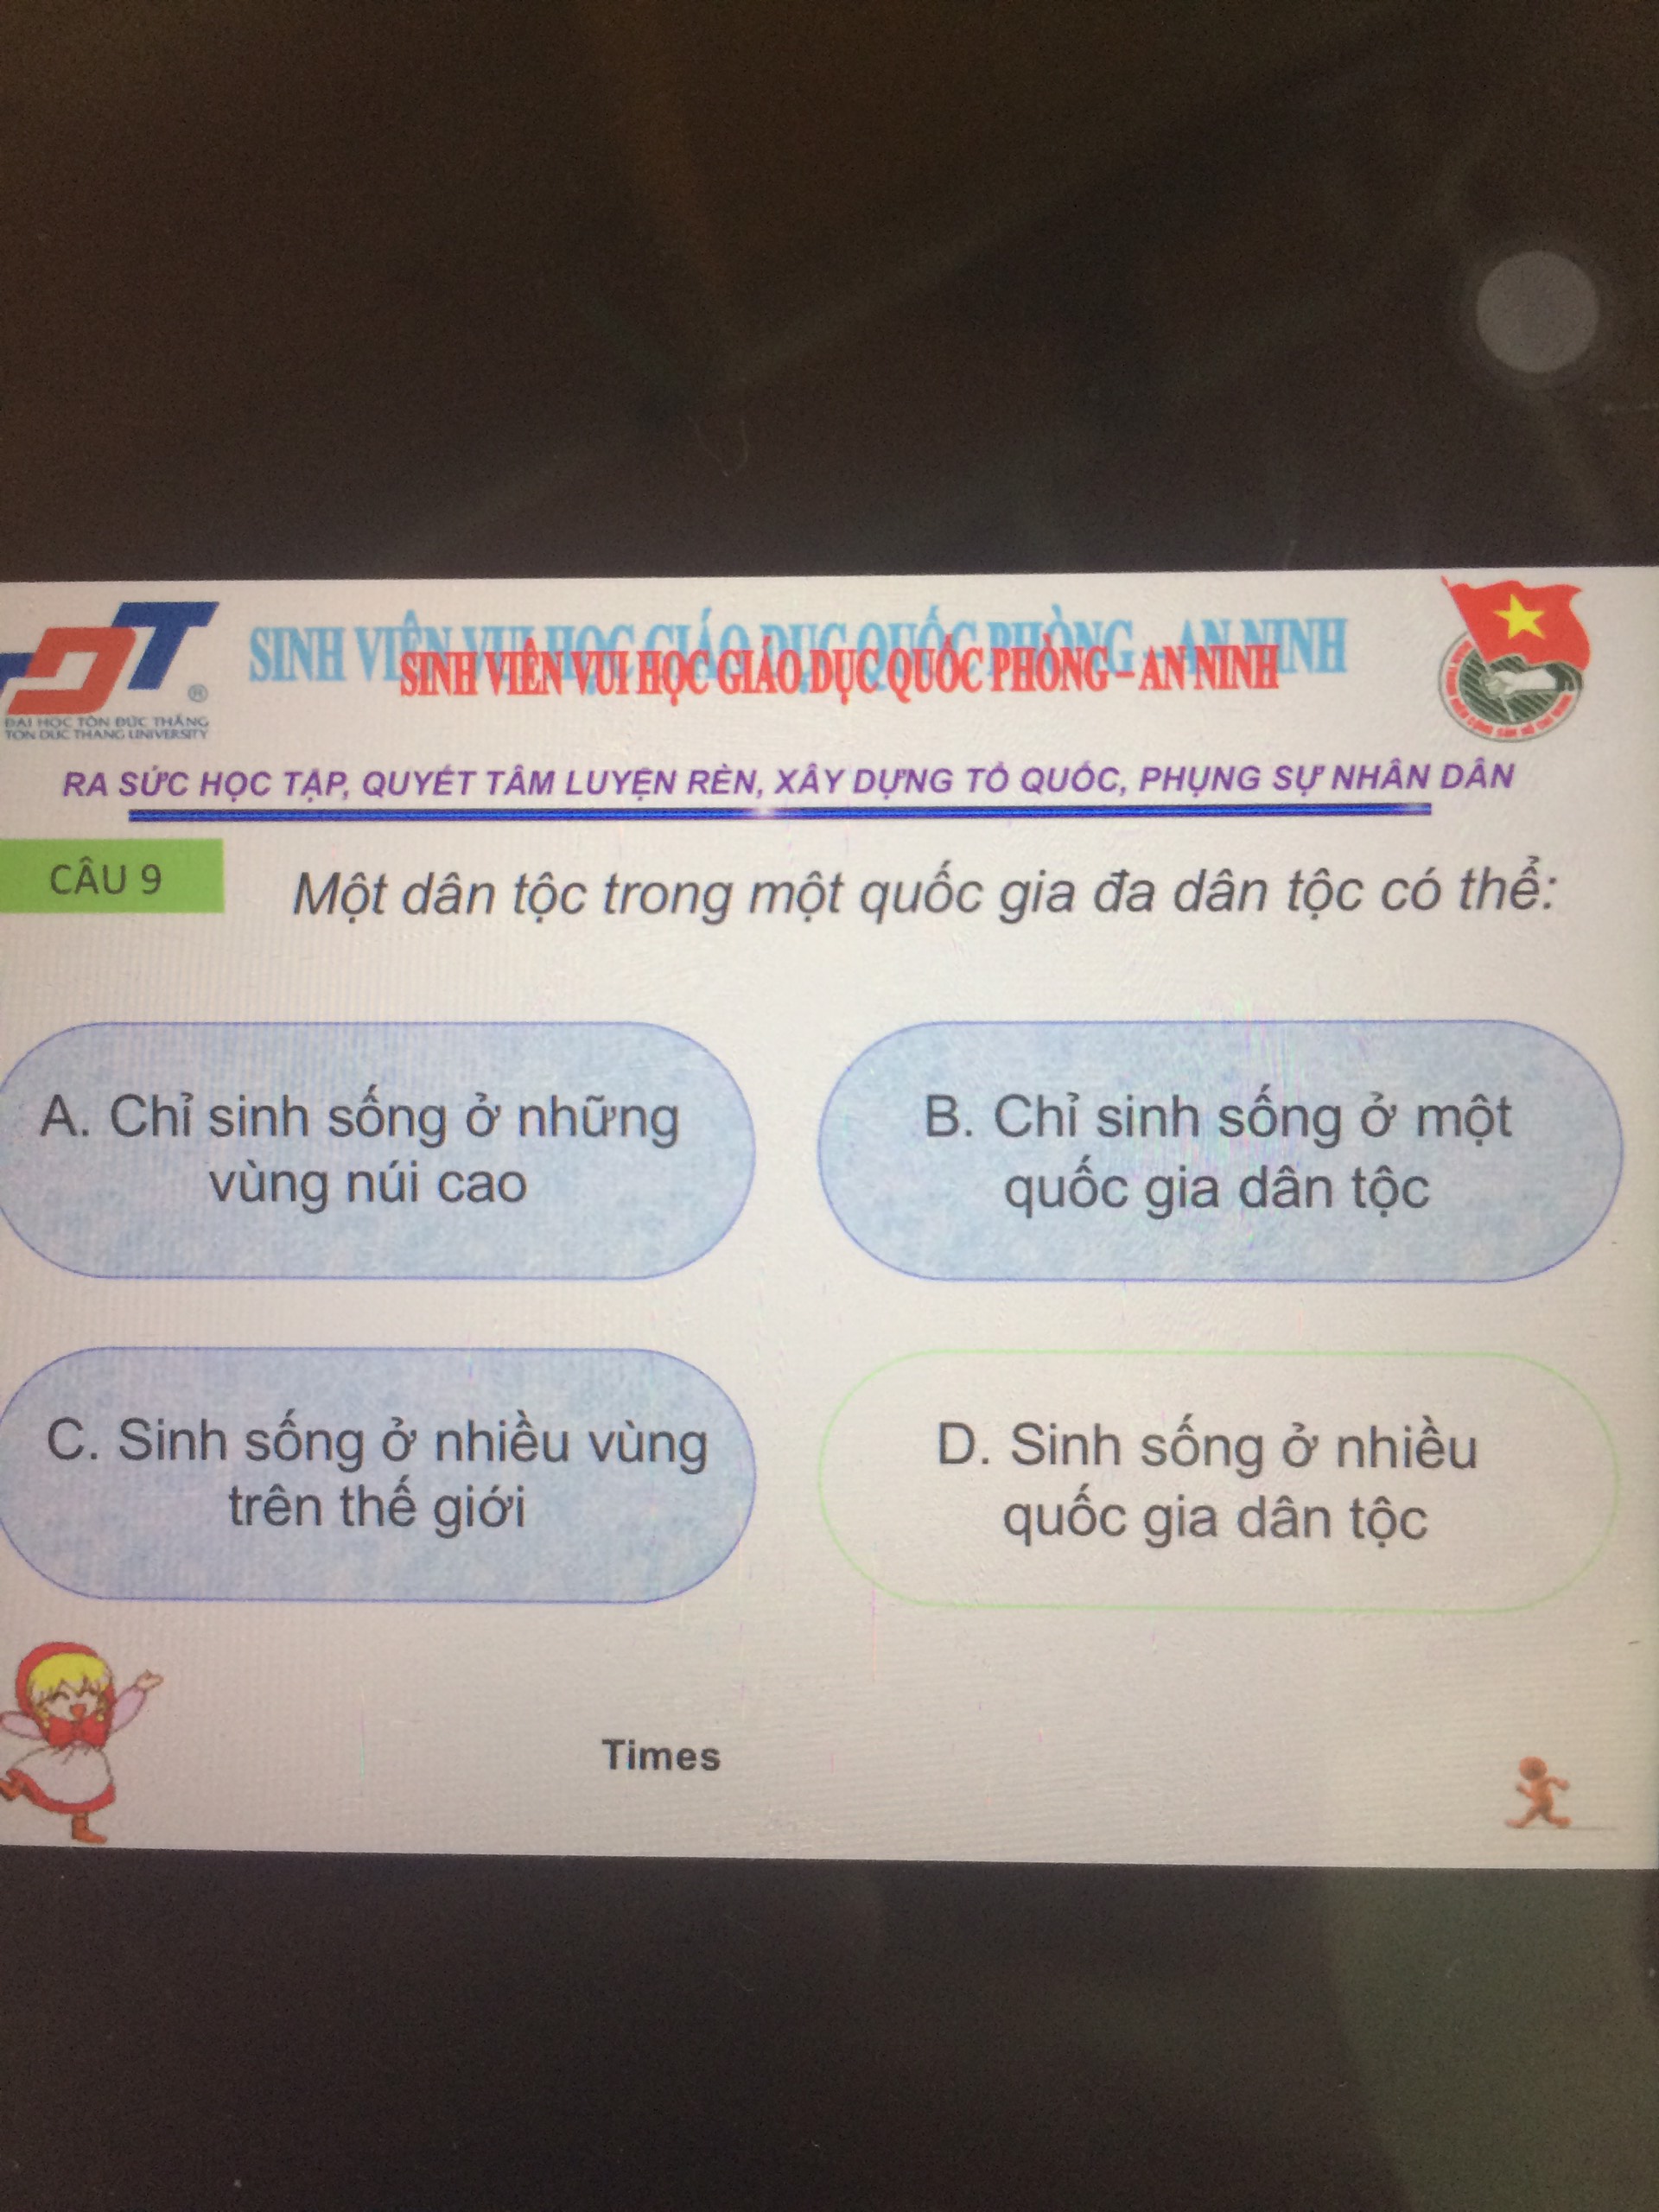 SINH VIÊN VUI HỌC GIÁO DỤC QUỐC PHÒNG - AN NINH
SINH VIÊN VUI HỌC GIÁO DỤC QUỐC PHÒNG - AN NINH
DT
®
ĐẠI HỌC TÔN ĐỨC THẮNG
TON DUC THANG UNIVERSITY
RA SỨC HỌC TẬP, QUYẾT TÂM LUYỆN RÈN, XÂY DỰNG TỔ QUỐC, PHỤNG SỰ NHÂN DÂN
CÂU 9
Một dân tộc trong một quốc gia đa dân tộc có thể:
A. Chỉ sinh sống ở những
vùng núi cao
B. Chỉ sinh sống ở một
quốc gia dân tộc
C. Sinh sống ở nhiều vùng
trên thế giới
D. Sinh sống ở nhiều
quốc gia dân tộc
Times